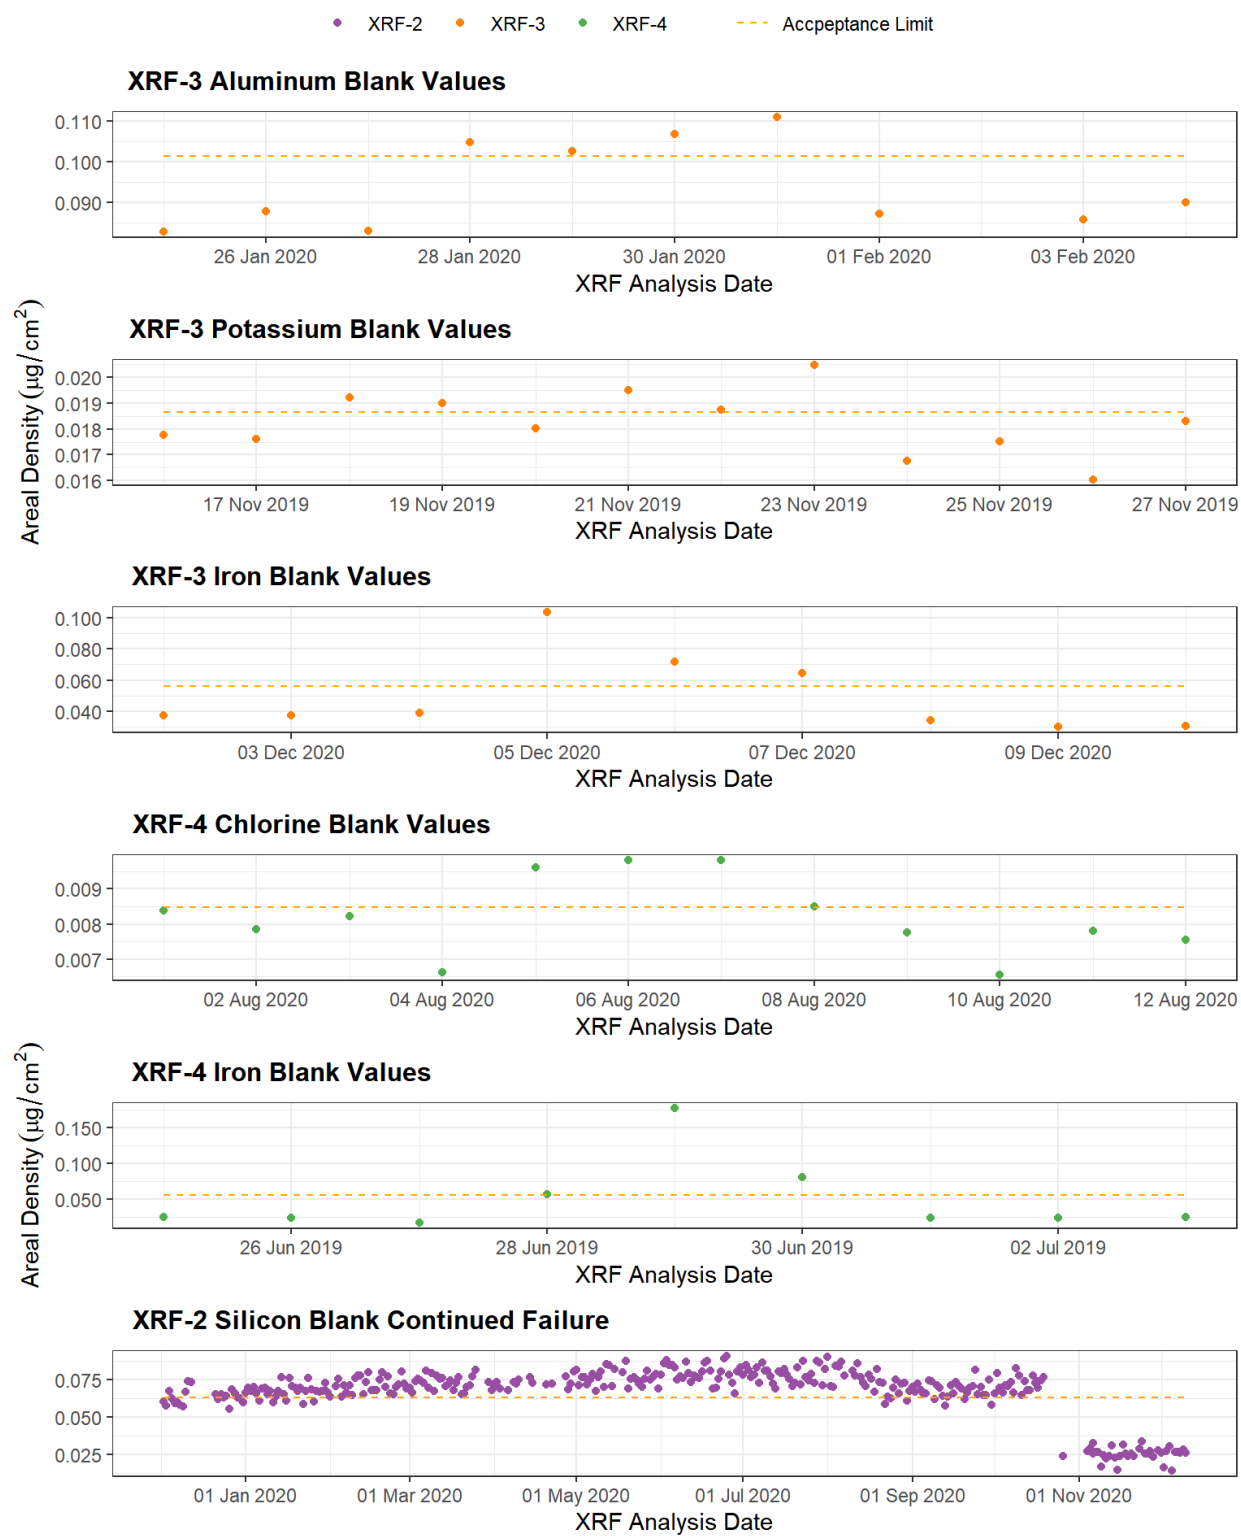 XRF-2 XRF-3 XRF-4 Accpeptance Limit
XRF-3 Aluminum Blank Values
0.110
0.100
0.090
26 Jan 2020 28 Jan 2020 30 Jan 2020 01 Feb 2020 03 Feb 2020
XRF Analysis Date
Areal Density (µg/cm²)
XRF-3 Potassium Blank Values
0.020
0.019
0.018
0.017
0.016
17 Nov 2019 19 Nov 2019 21 Nov 2019 23 Nov 2019 25 Nov 2019 27 Nov 2019
XRF Analysis Date
XRF-3 Iron Blank Values
0.100
0.080
0.060
0.040
03 Dec 2020 05 Dec 2020 07 Dec 2020 09 Dec 2020
XRF Analysis Date
XRF-4 Chlorine Blank Values
0.009
0.008
0.007
02 Aug 2020 04 Aug 2020 06 Aug 2020 08 Aug 2020 10 Aug 2020 12 Aug 2020
XRF Analysis Date
Areal Density (µg/cm²)
XRF-4 Iron Blank Values
0.150
0.100
0.050
26 Jun 2019 28 Jun 2019 30 Jun 2019 02 Jul 2019
XRF Analysis Date
XRF-2 Silicon Blank Continued Failure
0.075
0.050
0.025
01 Jan 2020 01 Mar 2020 01 May 2020 01 Jul 2020 01 Sep 2020 01 Nov 2020
XRF Analysis Date